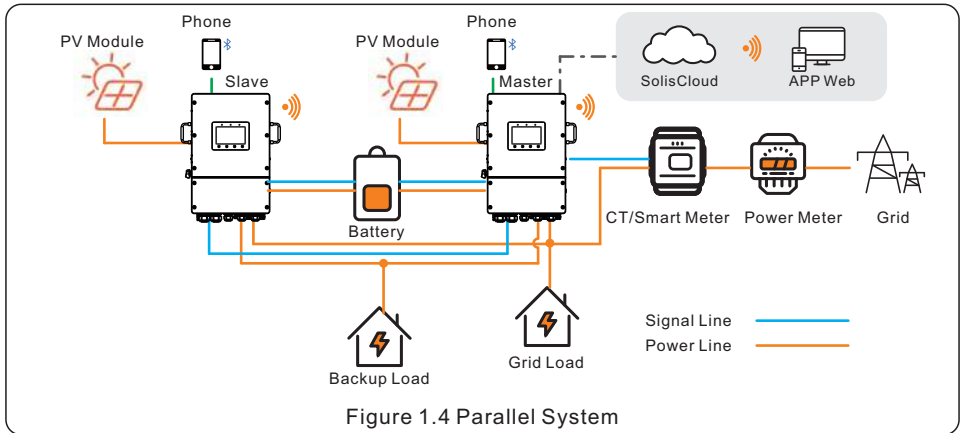 Phone
Phone
PV Module
PV Module
Slave
Master
SolisCloud
APP Web
Battery
CT/Smart Meter
Power Meter
Grid
Backup Load
Grid Load
Signal Line
Power Line
Figure 1.4 Parallel System